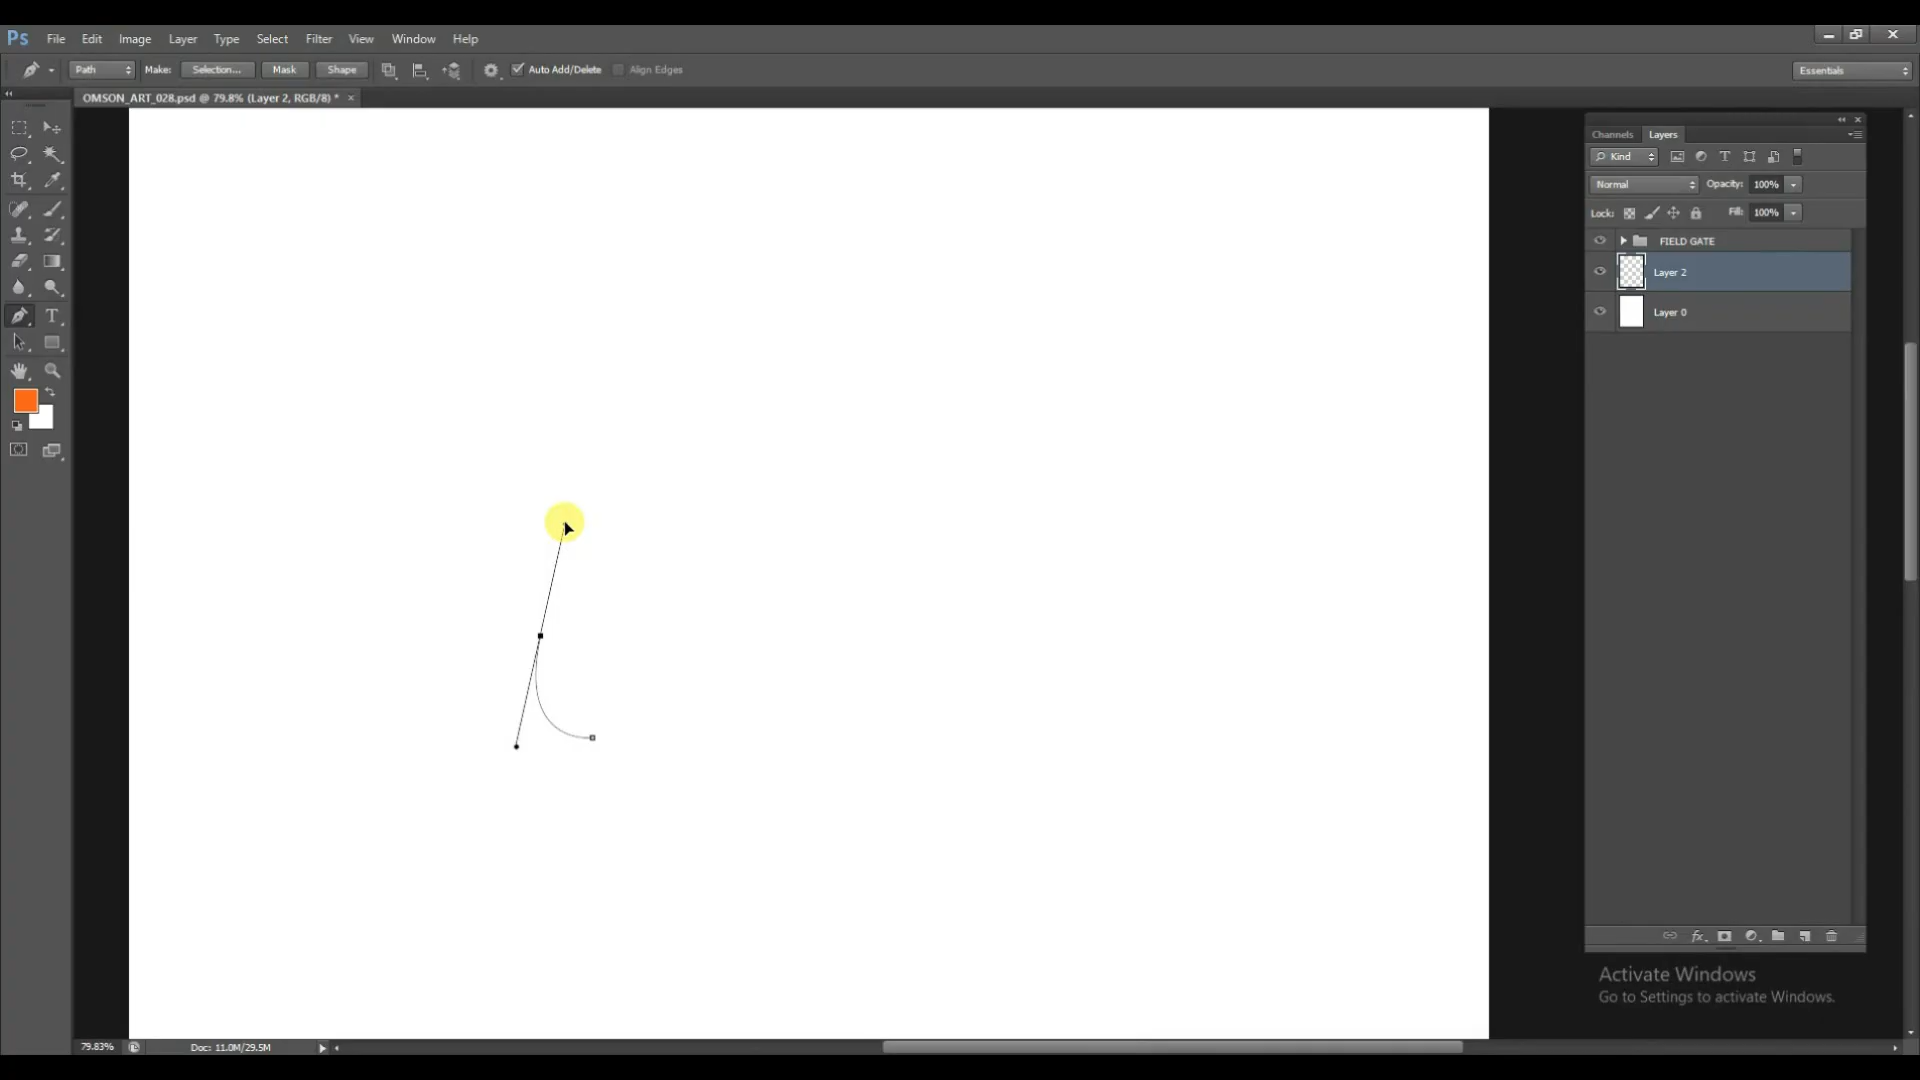 Ps File Edit Image Layer Type Select Filter View Window Help
Path Make: Selection... Mask Shape Auto Add/Delete Align Edges Essentials
OMSON_ART_028.psd @ 79.8% (Layer 2, RGB/8) * ×
Channels Layers
Kind
Normal Opacity: 100%
Lock: Fill: 100%
FIELD GATE
Layer 2
Layer 0
fx
Activate Windows
Go to Settings to activate Windows.
79.83% Doc: 11.0M/29.5M